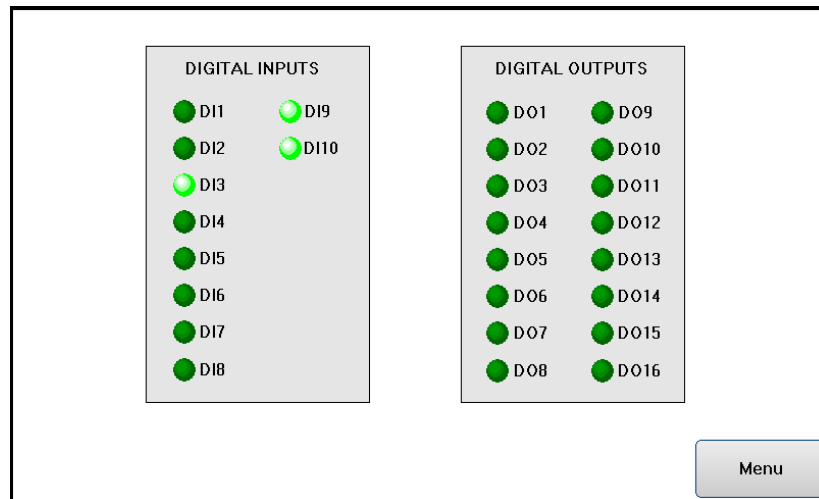 DIGITAL INPUTS
DI1 DI9
DI2 DI10
DI3
DI4
DI5
DI6
DI7
DI8
DIGITAL OUTPUTS
DO1 DO9
DO2 DO10
DO3 DO11
DO4 DO12
DO5 DO13
DO6 DO14
DO7 DO15
DO8 DO16
Menu